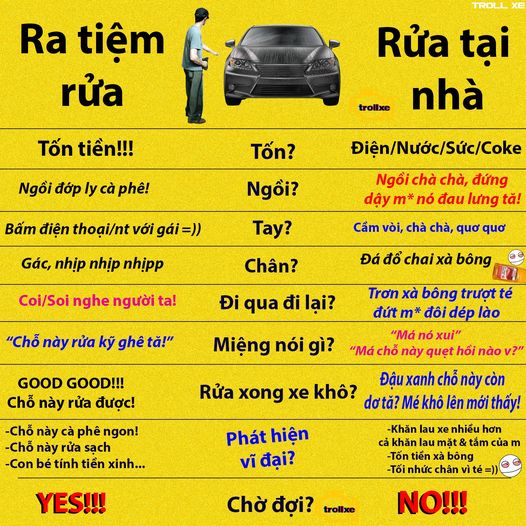 TROLL XE
Ra tiệm
rửa
Rửa tại
nhà
trollxe
Tốn tiền!!!
Tốn?
Điện/Nước/Sức/Coke
Ngồi đớp ly cà phê!
Ngồi?
Ngồi chà chà, đứng
dậy m* nó đau lưng tã!
Bấm điện thoại/nt với gái =))
Tay?
Cầm vòi, chà chà, quơ quơ
Gác, nhịp nhịp nhịpp
Chân?
Đá đổ chai xà bông
Coi/Soi nghe người ta!
Đi qua đi lại?
Trơn xà bông trượt té
đứt m* đôi dép lào
“Chỗ này rửa kỹ ghê tã!”
Miệng nói gì?
“Má nó xui”
“Má chỗ này quẹt hồi nào v?”
GOOD GOOD!!!
Chỗ này rửa được!
Rửa xong xe khô?
Đậu xanh chỗ này còn
dơ tã? Mé khô lên mới thấy!
-Chỗ này cà phê ngon!
-Chỗ này rửa sạch
-Con bé tính tiền xinh...
Phát hiện
vĩ đại?
- Khăn lau xe nhiều hơn
cả khăn lau mặt & tắm của m
- Tốn tiền xà bông
-Tối nhức chân vì té =))
YES!!!
Chờ đợi?
trollxe
NO!!!